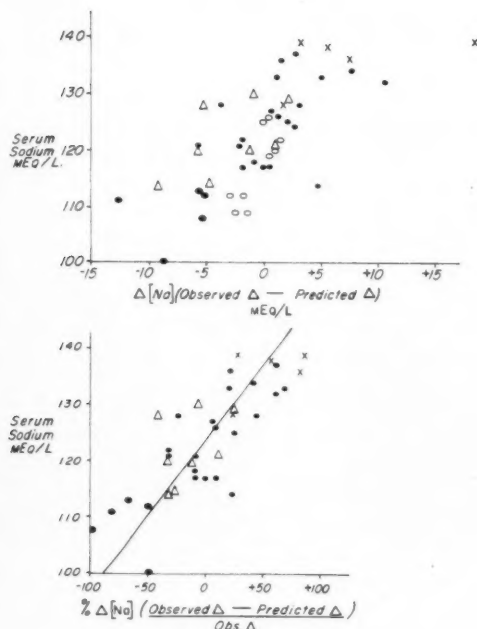 140
130
Serum
Sodium
MEq/L.
120
110
100
-15 -10 -5 0 +5 +10 +15
Δ[Na](Observed Δ — Predicted Δ)
MEq/L
140
130
Serum
Sodium
MEq/L
120
110
100
-100 -50 0 +50 +100
% Δ[Na] (Observed Δ — Predicted Δ)
Obs. Δ